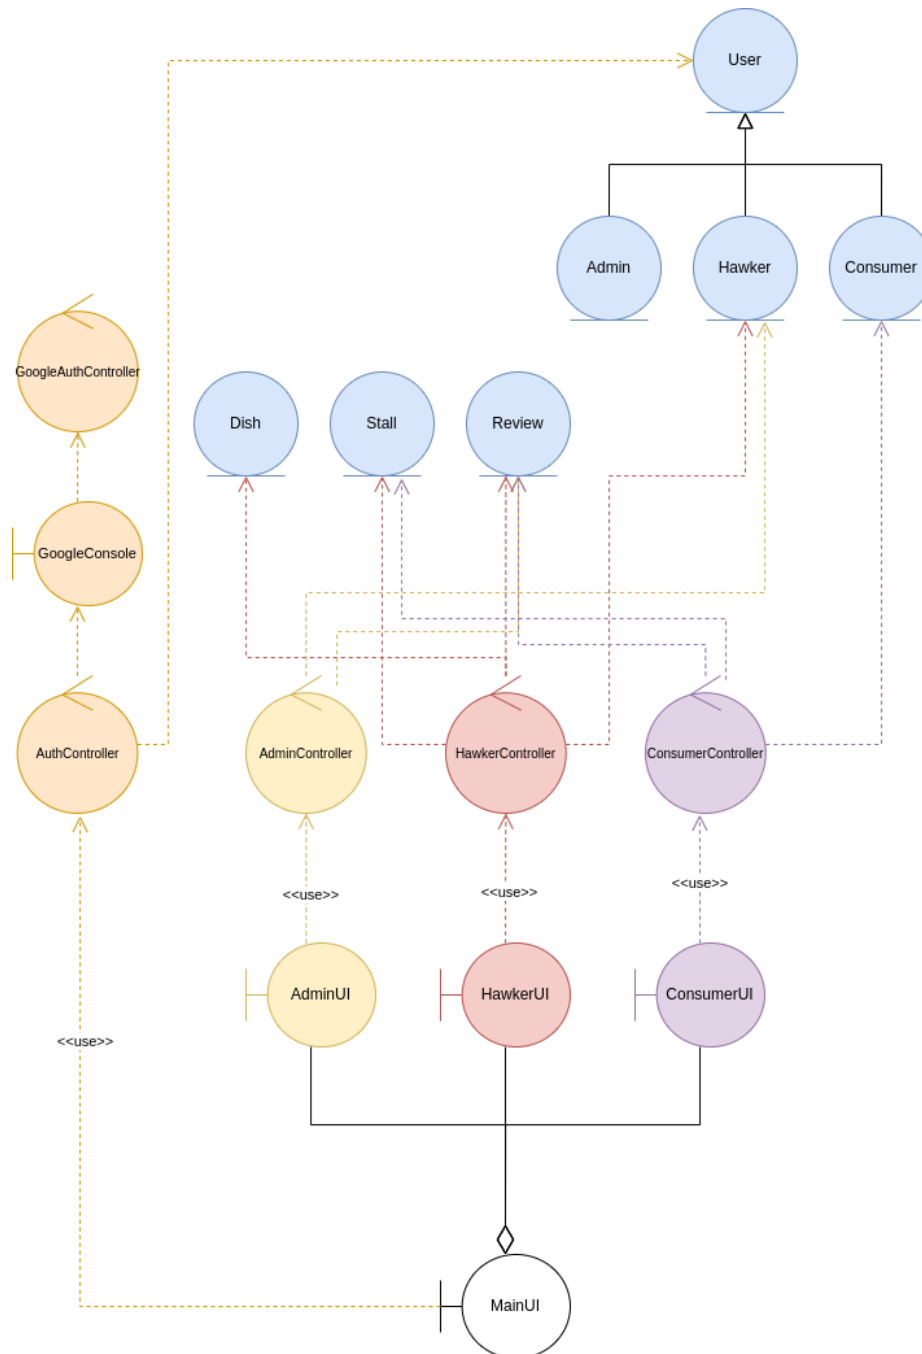 User
Admin
Hawker
Consumer
GoogleAuthController
Dish
Stall
Review
GoogleConsole
AuthController
AdminController
HawkerController
ConsumerController
<<use>>
<<use>>
<<use>>
AdminUI
HawkerUI
ConsumerUI
<<use>>
MainUI